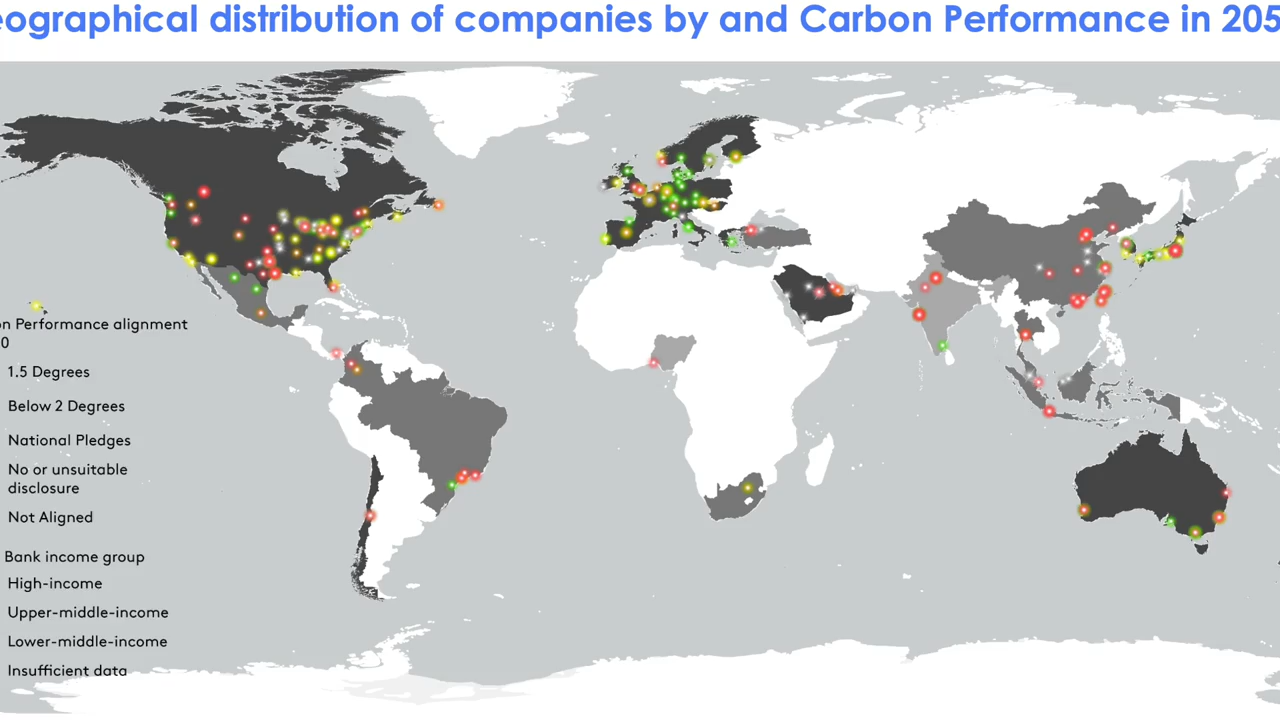 eographical distribution of companies by and Carbon Performance in 205
n Performance alignment
0
1.5 Degrees
Below 2 Degrees
National Pledges
No or unsuitable
disclosure
Not Aligned
Bank income group
High-income
Upper-middle-income
Lower-middle-income
Insufficient data